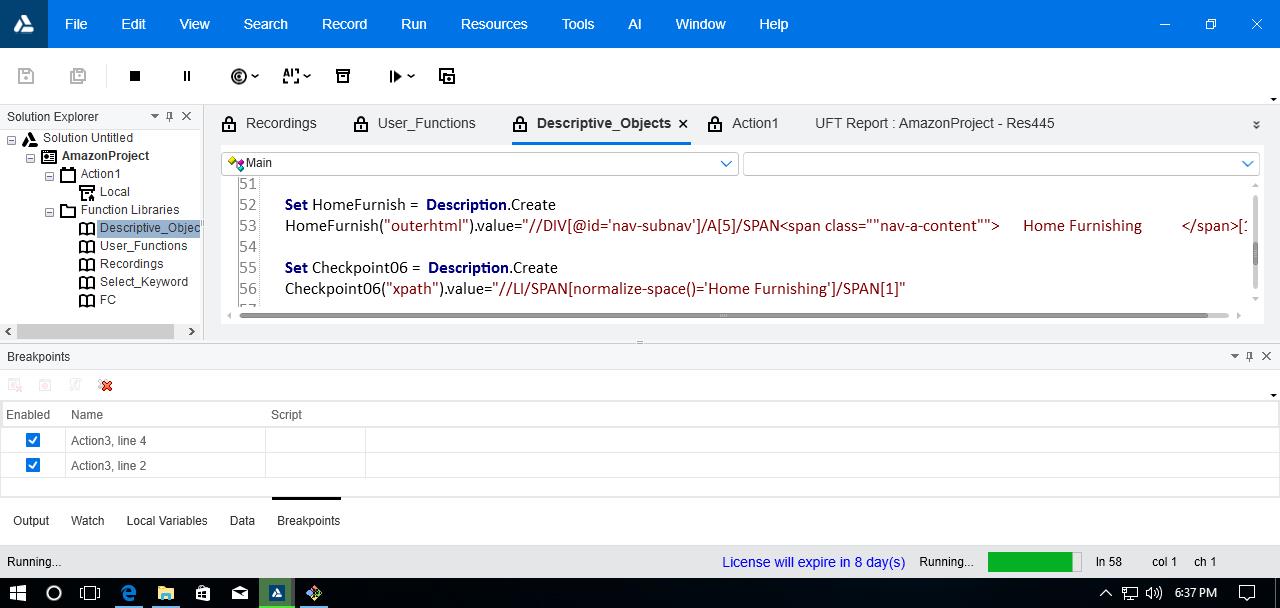 File Edit View Search Record Run Resources Tools AI Window Help
Solution Explorer
Solution Untitled
AmazonProject
Action1
Local
Function Libraries
Descriptive_Objec
User_Functions
Recordings
Select_Keyword
FC
Recordings User_Functions Descriptive_Objects Action1 UFT Report : AmazonProject - Res445
Main
51
52 Set HomeFurnish = Description.Create
53 HomeFurnish("outerhtml").value="//DIV[@id='nav-subnav']/A[5]/SPAN<span class=""nav-a-content""> Home Furnishing </span>[1
54
55 Set Checkpoint06 = Description.Create
56 Checkpoint06("xpath").value="//LI/SPAN[normalize-space()='Home Furnishing']/SPAN[1]"
57
Breakpoints
Enabled Name Script
Action3, line 4
Action3, line 2
Output Watch Local Variables Data Breakpoints
Running... License will expire in 8 day(s) Running... ln 58 col 1 ch 1
6:37 PM